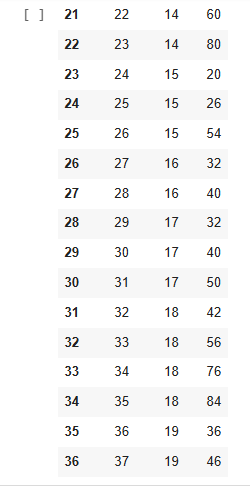 [ ] 21 22 14 60
22 23 14 80
23 24 15 20
24 25 15 26
25 26 15 54
26 27 16 32
27 28 16 40
28 29 17 32
29 30 17 40
30 31 17 50
31 32 18 42
32 33 18 56
33 34 18 76
34 35 18 84
35 36 19 36
36 37 19 46